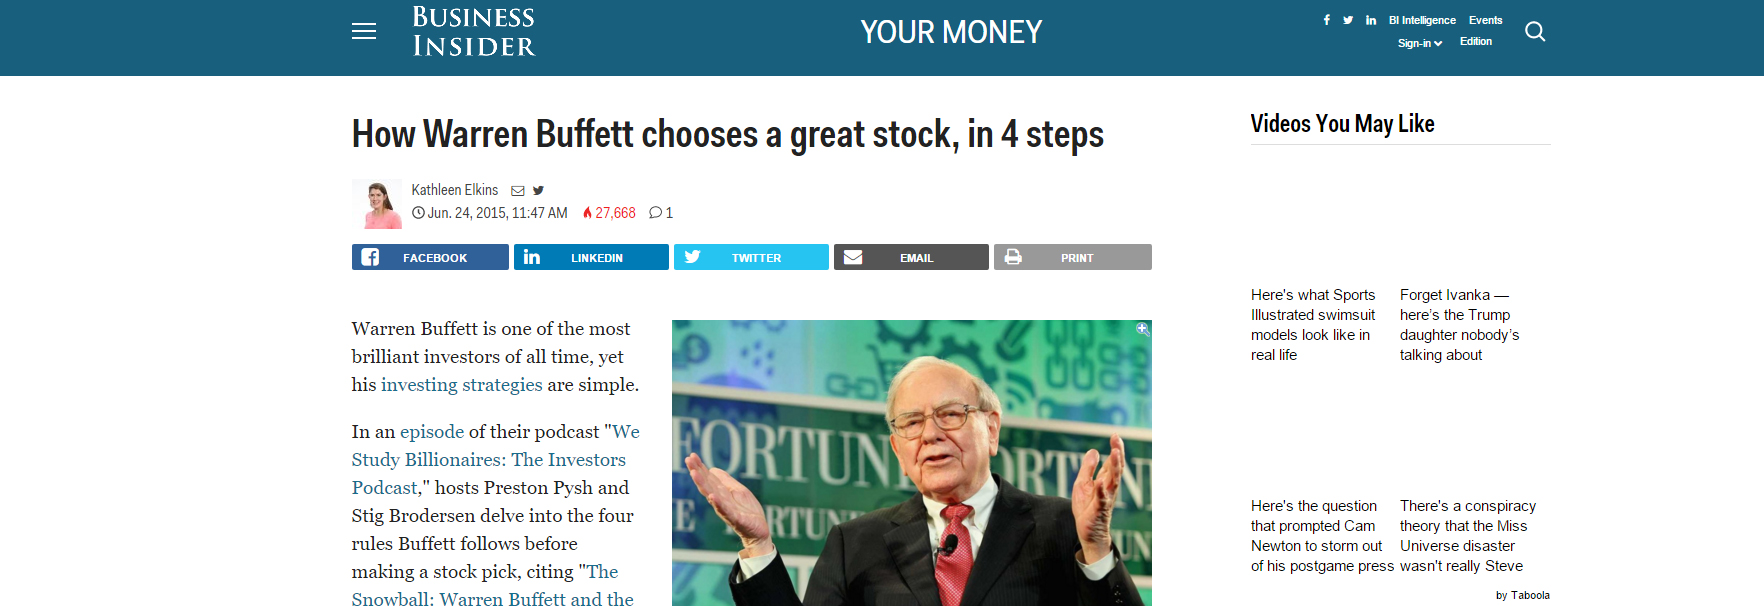 BUSINESS
INSIDER
YOUR MONEY
BI Intelligence Events
Sign-in Edition
How Warren Buffett chooses a great stock, in 4 steps
Kathleen Elkins
Jun. 24, 2015, 11:47 AM 27,668 1
FACEBOOK LINKEDIN TWITTER EMAIL PRINT
Warren Buffett is one of the most
brilliant investors of all time, yet
his investing strategies are simple.
In an episode of their podcast "We
Study Billionaires: The Investors
Podcast," hosts Preston Pysh and
Stig Brodersen delve into the four
rules Buffett follows before
making a stock pick, citing "The
Snowball: Warren Buffett and the
FORTUN
ORTUN
E
RTUN
UN
Videos You May Like
Here's what Sports
Illustrated swimsuit
models look like in
real life
Forget Ivanka —
here's the Trump
daughter nobody's
talking about
Here's the question
that prompted Cam
Newton to storm out
of his postgame press
There's a conspiracy
theory that the Miss
Universe disaster
wasn't really Steve
by Taboola